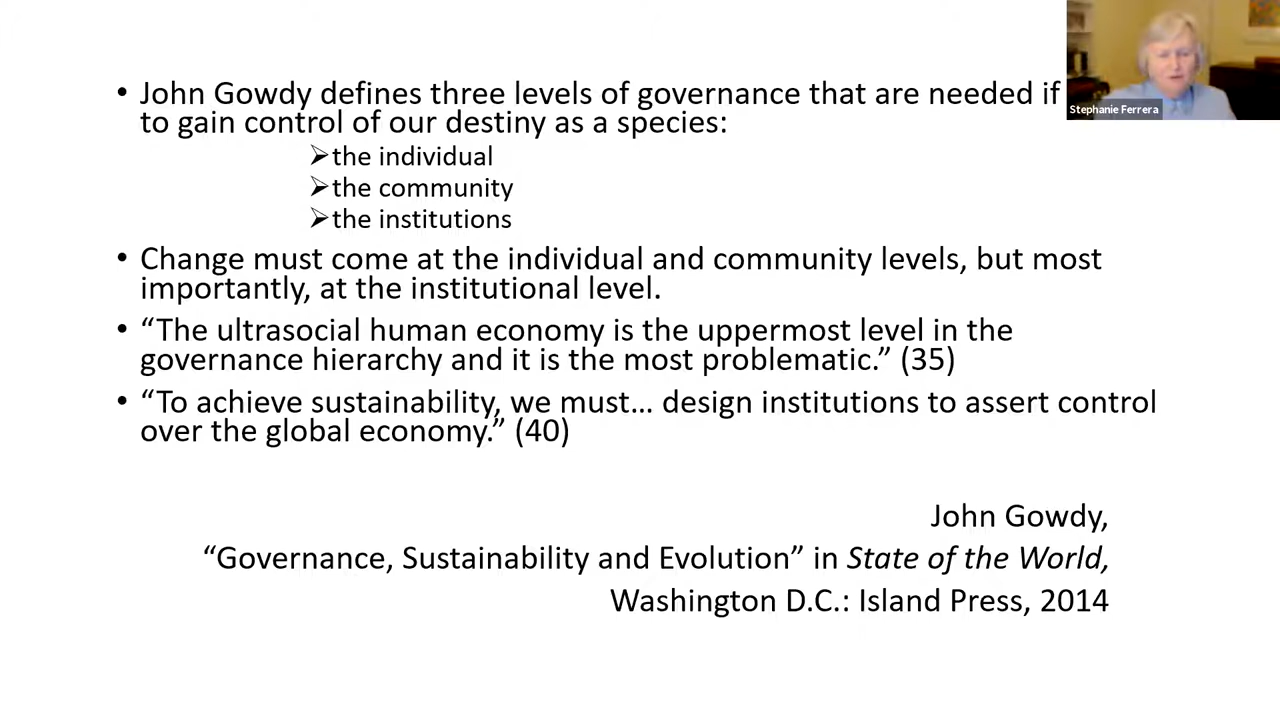 • John Gowdy defines three levels of governance that are needed if
to gain control of our destiny as a species:
➢the individual
➢the community
➢the institutions
• Change must come at the individual and community levels, but most
importantly, at the institutional level.
• “The ultrasocial human economy is the uppermost level in the
governance hierarchy and it is the most problematic.” (35)
• “To achieve sustainability, we must… design institutions to assert control
over the global economy.” (40)
John Gowdy,
“Governance, Sustainability and Evolution” in State of the World,
Washington D.C.: Island Press, 2014
Stephanie Ferrera